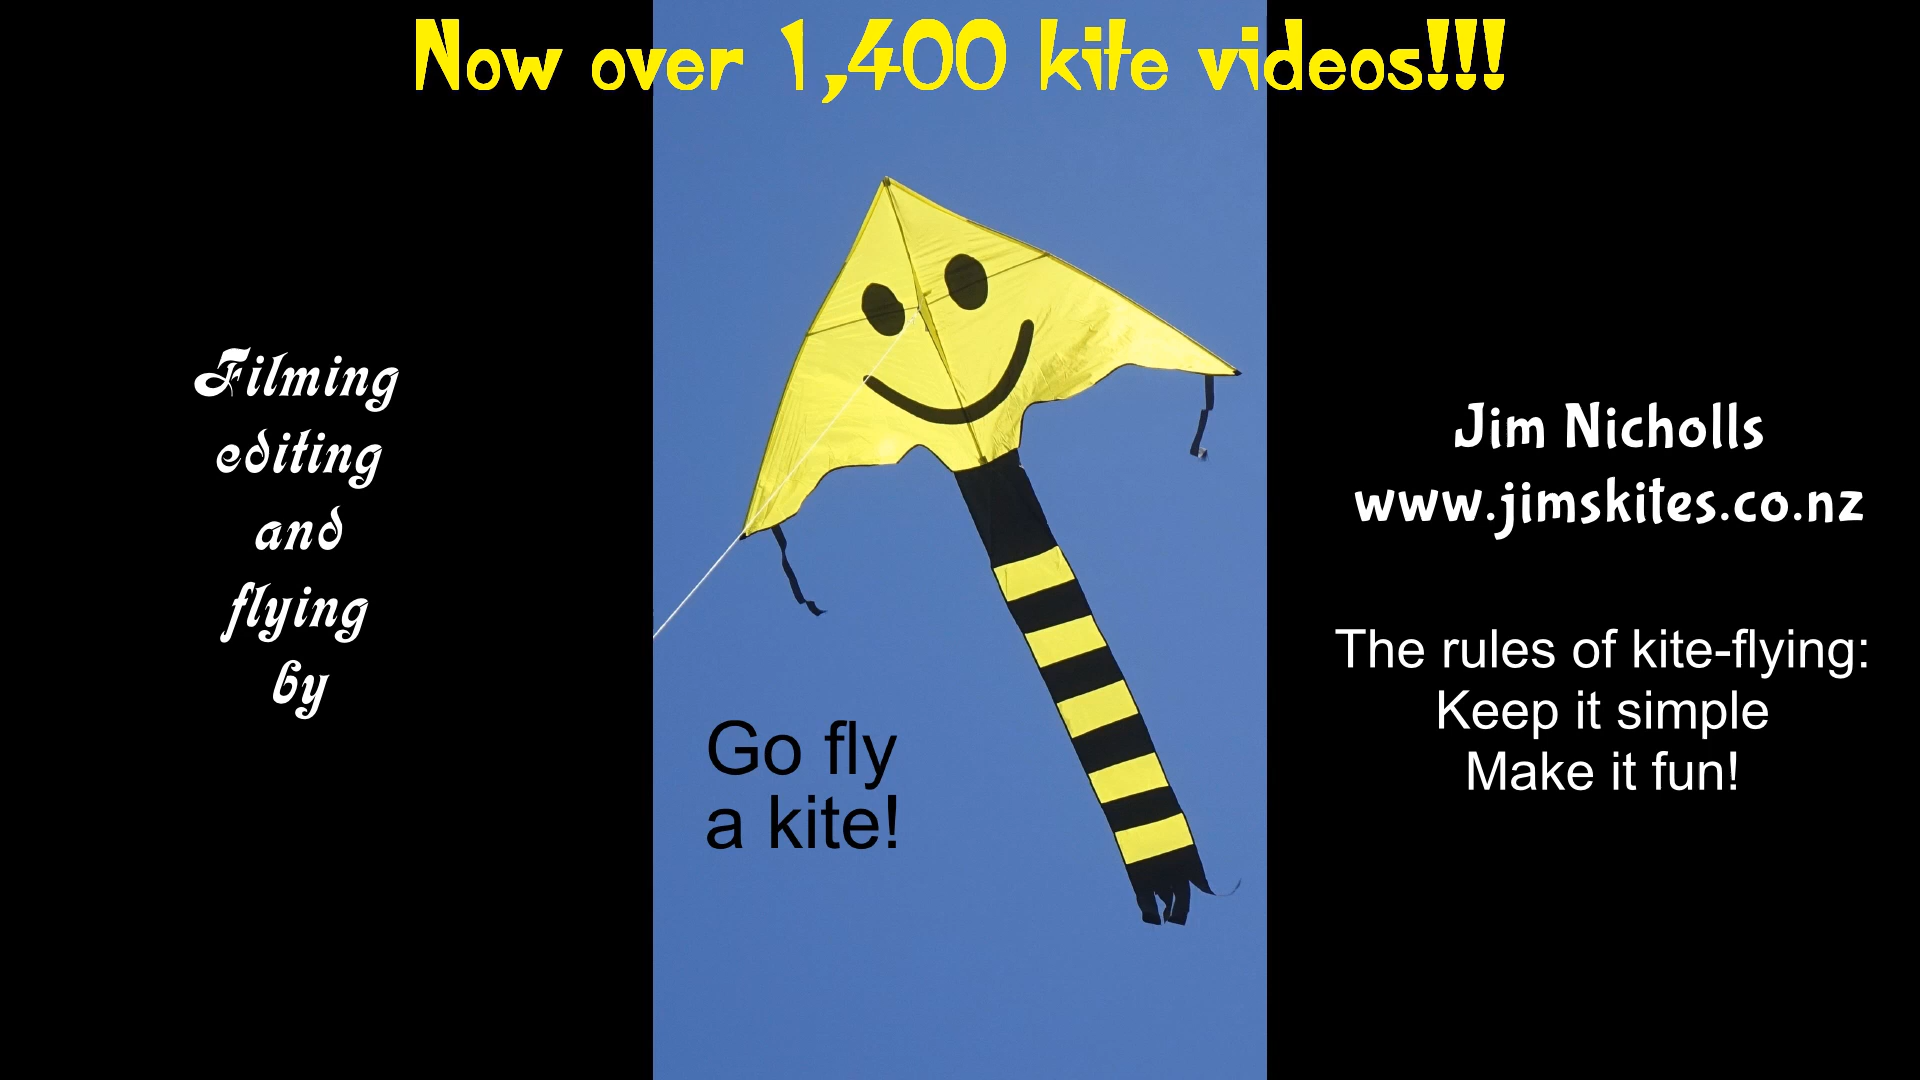 Now over 1,400 kite videos!!!
Filming
editing
and
flying
by
Jim Nicholls
www.jimskites.co.nz
The rules of kite-flying:
Keep it simple
Make it fun!
Go fly
a kite!